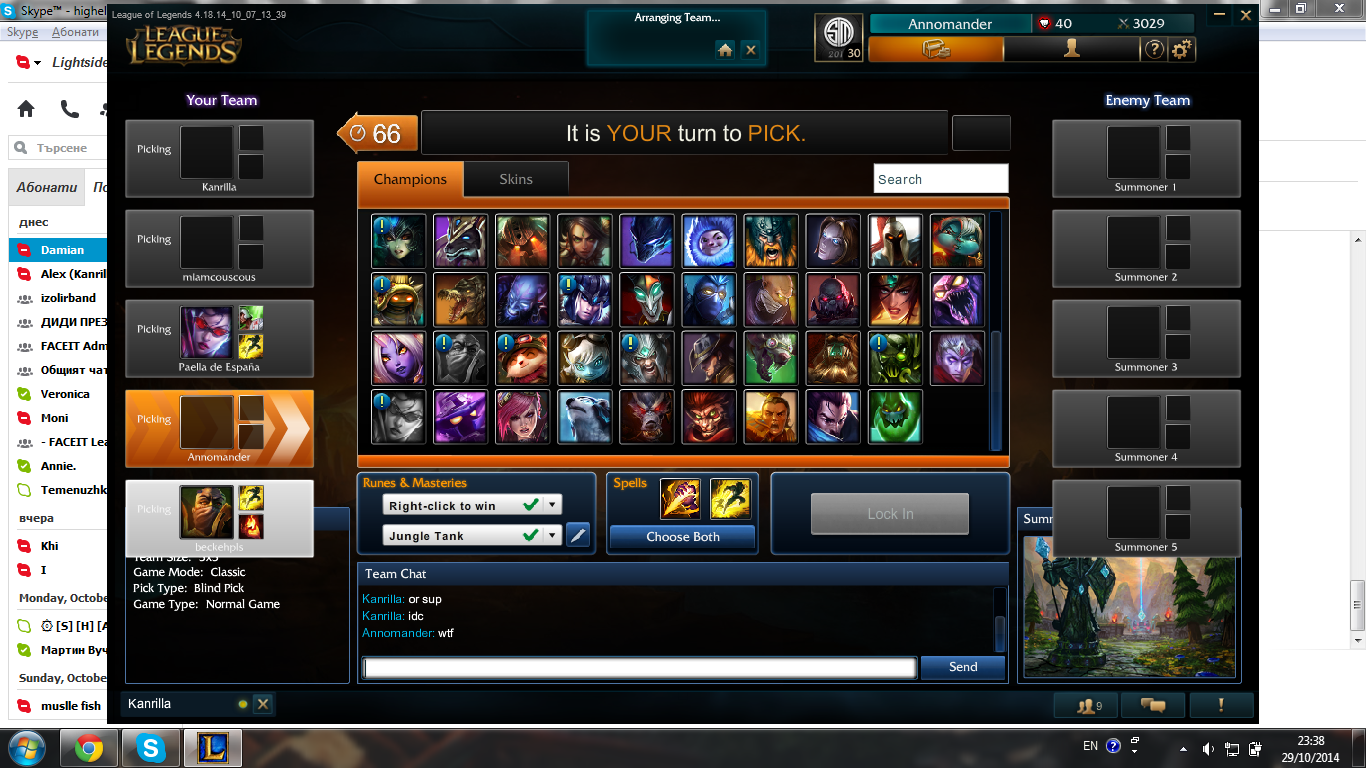 Skype™ - highel
Skype Абонати
Lightside
Търсене
Абонати
По
днес
Damian
Alex (Kanril
izolirband
ДИДИ ПРЕЗ
FACEIT Adm
Общият чат
Veronica
Moni
- FACEIT Lea
Annie.
Temenuzhk
вчера
Khi
I
Monday, Octobe
[S] [H] [A
Мартин Вуч
Sunday, Octobe
muslle fish
League of Legends 4.18.14_10_07_13_39
LEAGUE OF LEGENDS
Arranging Team...
TSM
30
Annomander
40
3029
?
Your Team
Picking
Kanrilla
Picking
mlamcouscous
Picking
Paella de España
Picking
Annomander
Picking
beckehpls
Game Mode: Classic
Pick Type: Blind Pick
Game Type: Normal Game
66
It is YOUR turn to PICK.
Champions
Skins
Search
Runes & Masteries
Right-click to win
Jungle Tank
Spells
Choose Both
Lock In
Team Chat
Kanrilla: or sup
Kanrilla: idc
Annomander: wtf
Send
Enemy Team
Summoner 1
Summoner 2
Summoner 3
Summoner 4
Summoner 5
Summ
Kanrilla
9
!
EN
23:38
29/10/2014